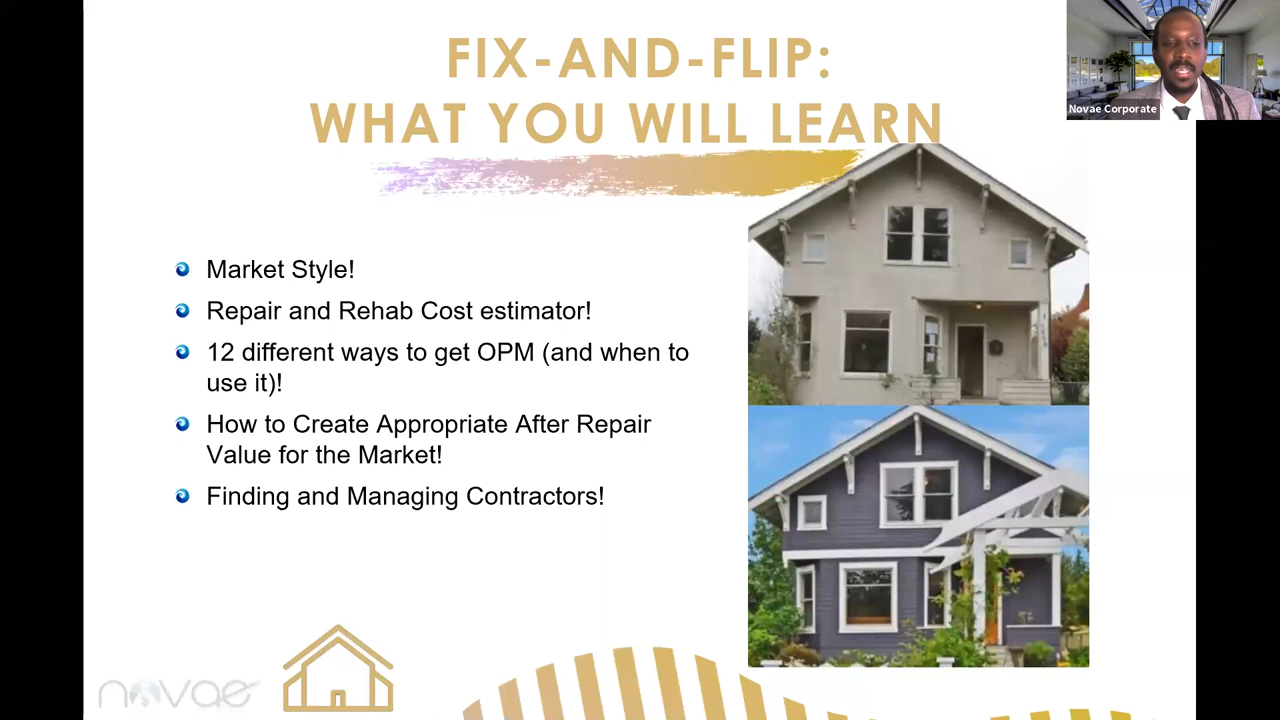 FIX-AND-FLIP:
WHAT YOU WILL LEARN
Novae Corporate
Market Style!
Repair and Rehab Cost estimator!
12 different ways to get OPM (and when to
use it)!
How to Create Appropriate After Repair
Value for the Market!
Finding and Managing Contractors!
novae